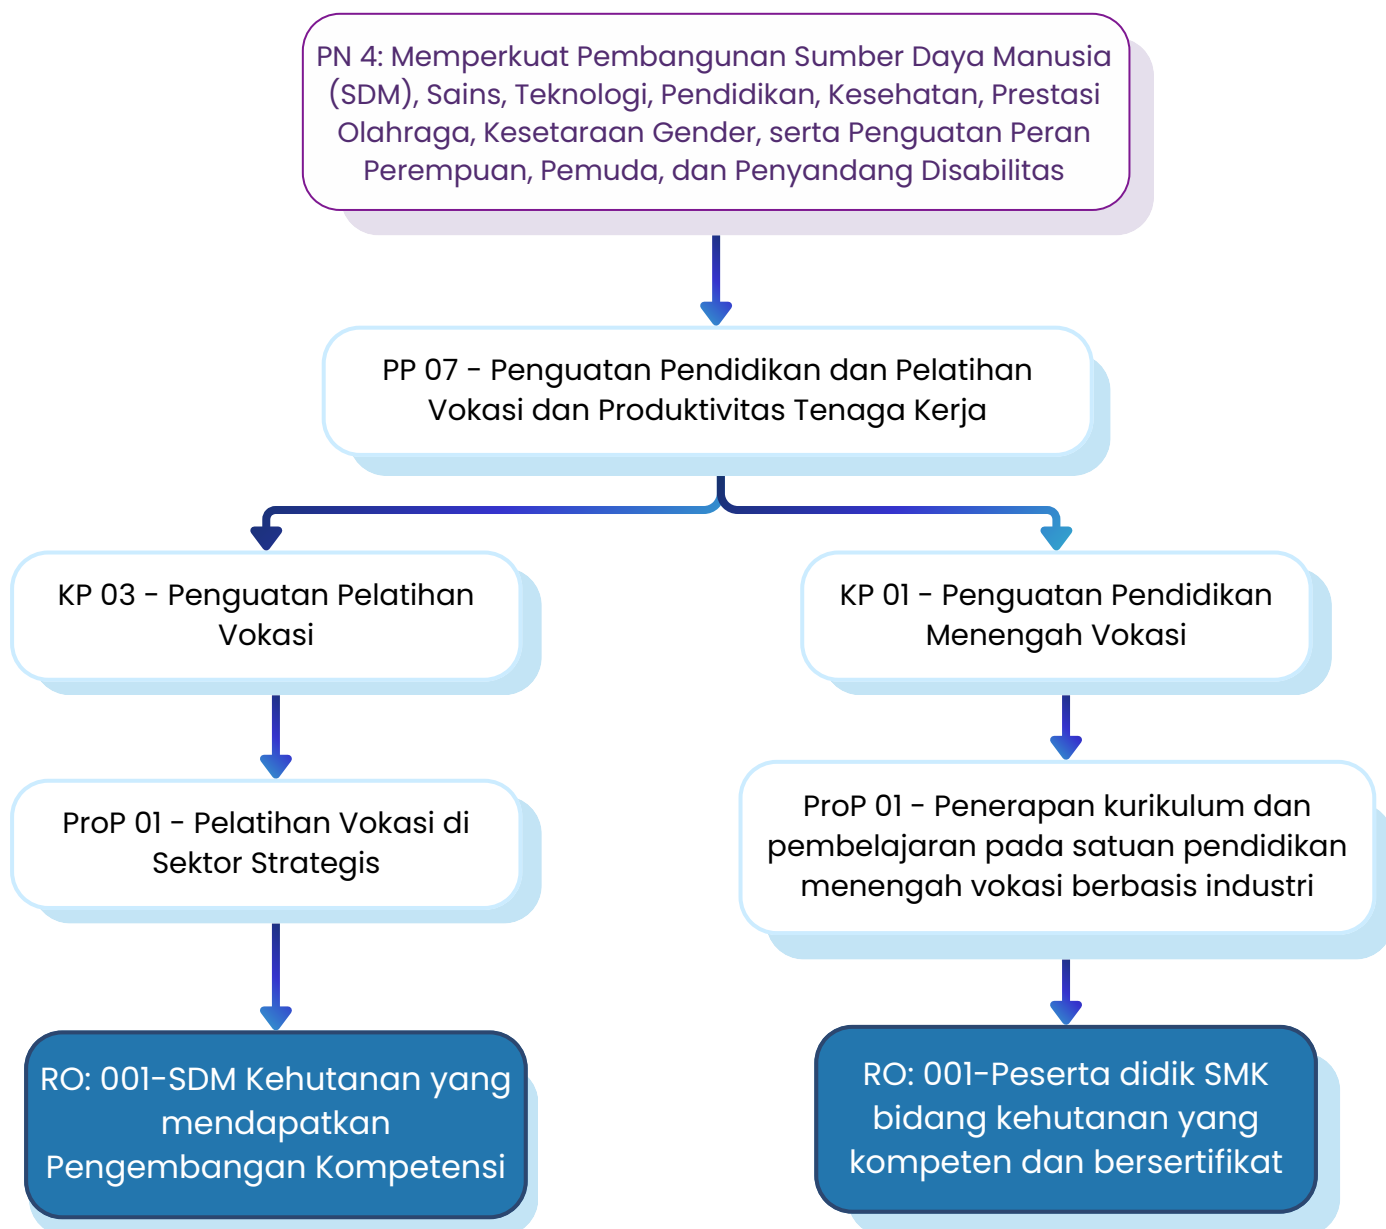 PN 4: Memperkuat Pembangunan Sumber Daya Manusia
(SDM), Sains, Teknologi, Pendidikan, Kesehatan, Prestasi
Olahraga, Kesetaraan Gender, serta Penguatan Peran
Perempuan, Pemuda, dan Penyandang Disabilitas
PP 07 - Penguatan Pendidikan dan Pelatihan
Vokasi dan Produktivitas Tenaga Kerja
KP 03 - Penguatan Pelatihan
Vokasi
KP 01 - Penguatan Pendidikan
Menengah Vokasi
ProP 01 - Pelatihan Vokasi di
Sektor Strategis
ProP 01 - Penerapan kurikulum dan
pembelajaran pada satuan pendidikan
menengah vokasi berbasis industri
RO: 001-SDM Kehutanan yang
mendapatkan
Pengembangan Kompetensi
RO: 001-Peserta didik SMK
bidang kehutanan yang
kompeten dan bersertifikat